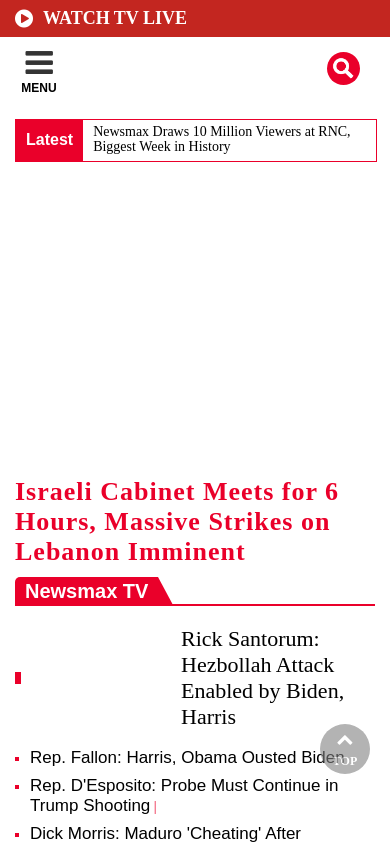 WATCH TV LIVE
MENU
Latest
Newsmax Draws 10 Million Viewers at RNC,
Biggest Week in History
Israeli Cabinet Meets for 6
Hours, Massive Strikes on
Lebanon Imminent
Newsmax TV
Rick Santorum:
Hezbollah Attack
Enabled by Biden,
Harris
Rep. Fallon: Harris, Obama Ousted Biden
TOP
Rep. D'Esposito: Probe Must Continue in
Trump Shooting |
Dick Morris: Maduro 'Cheating' After